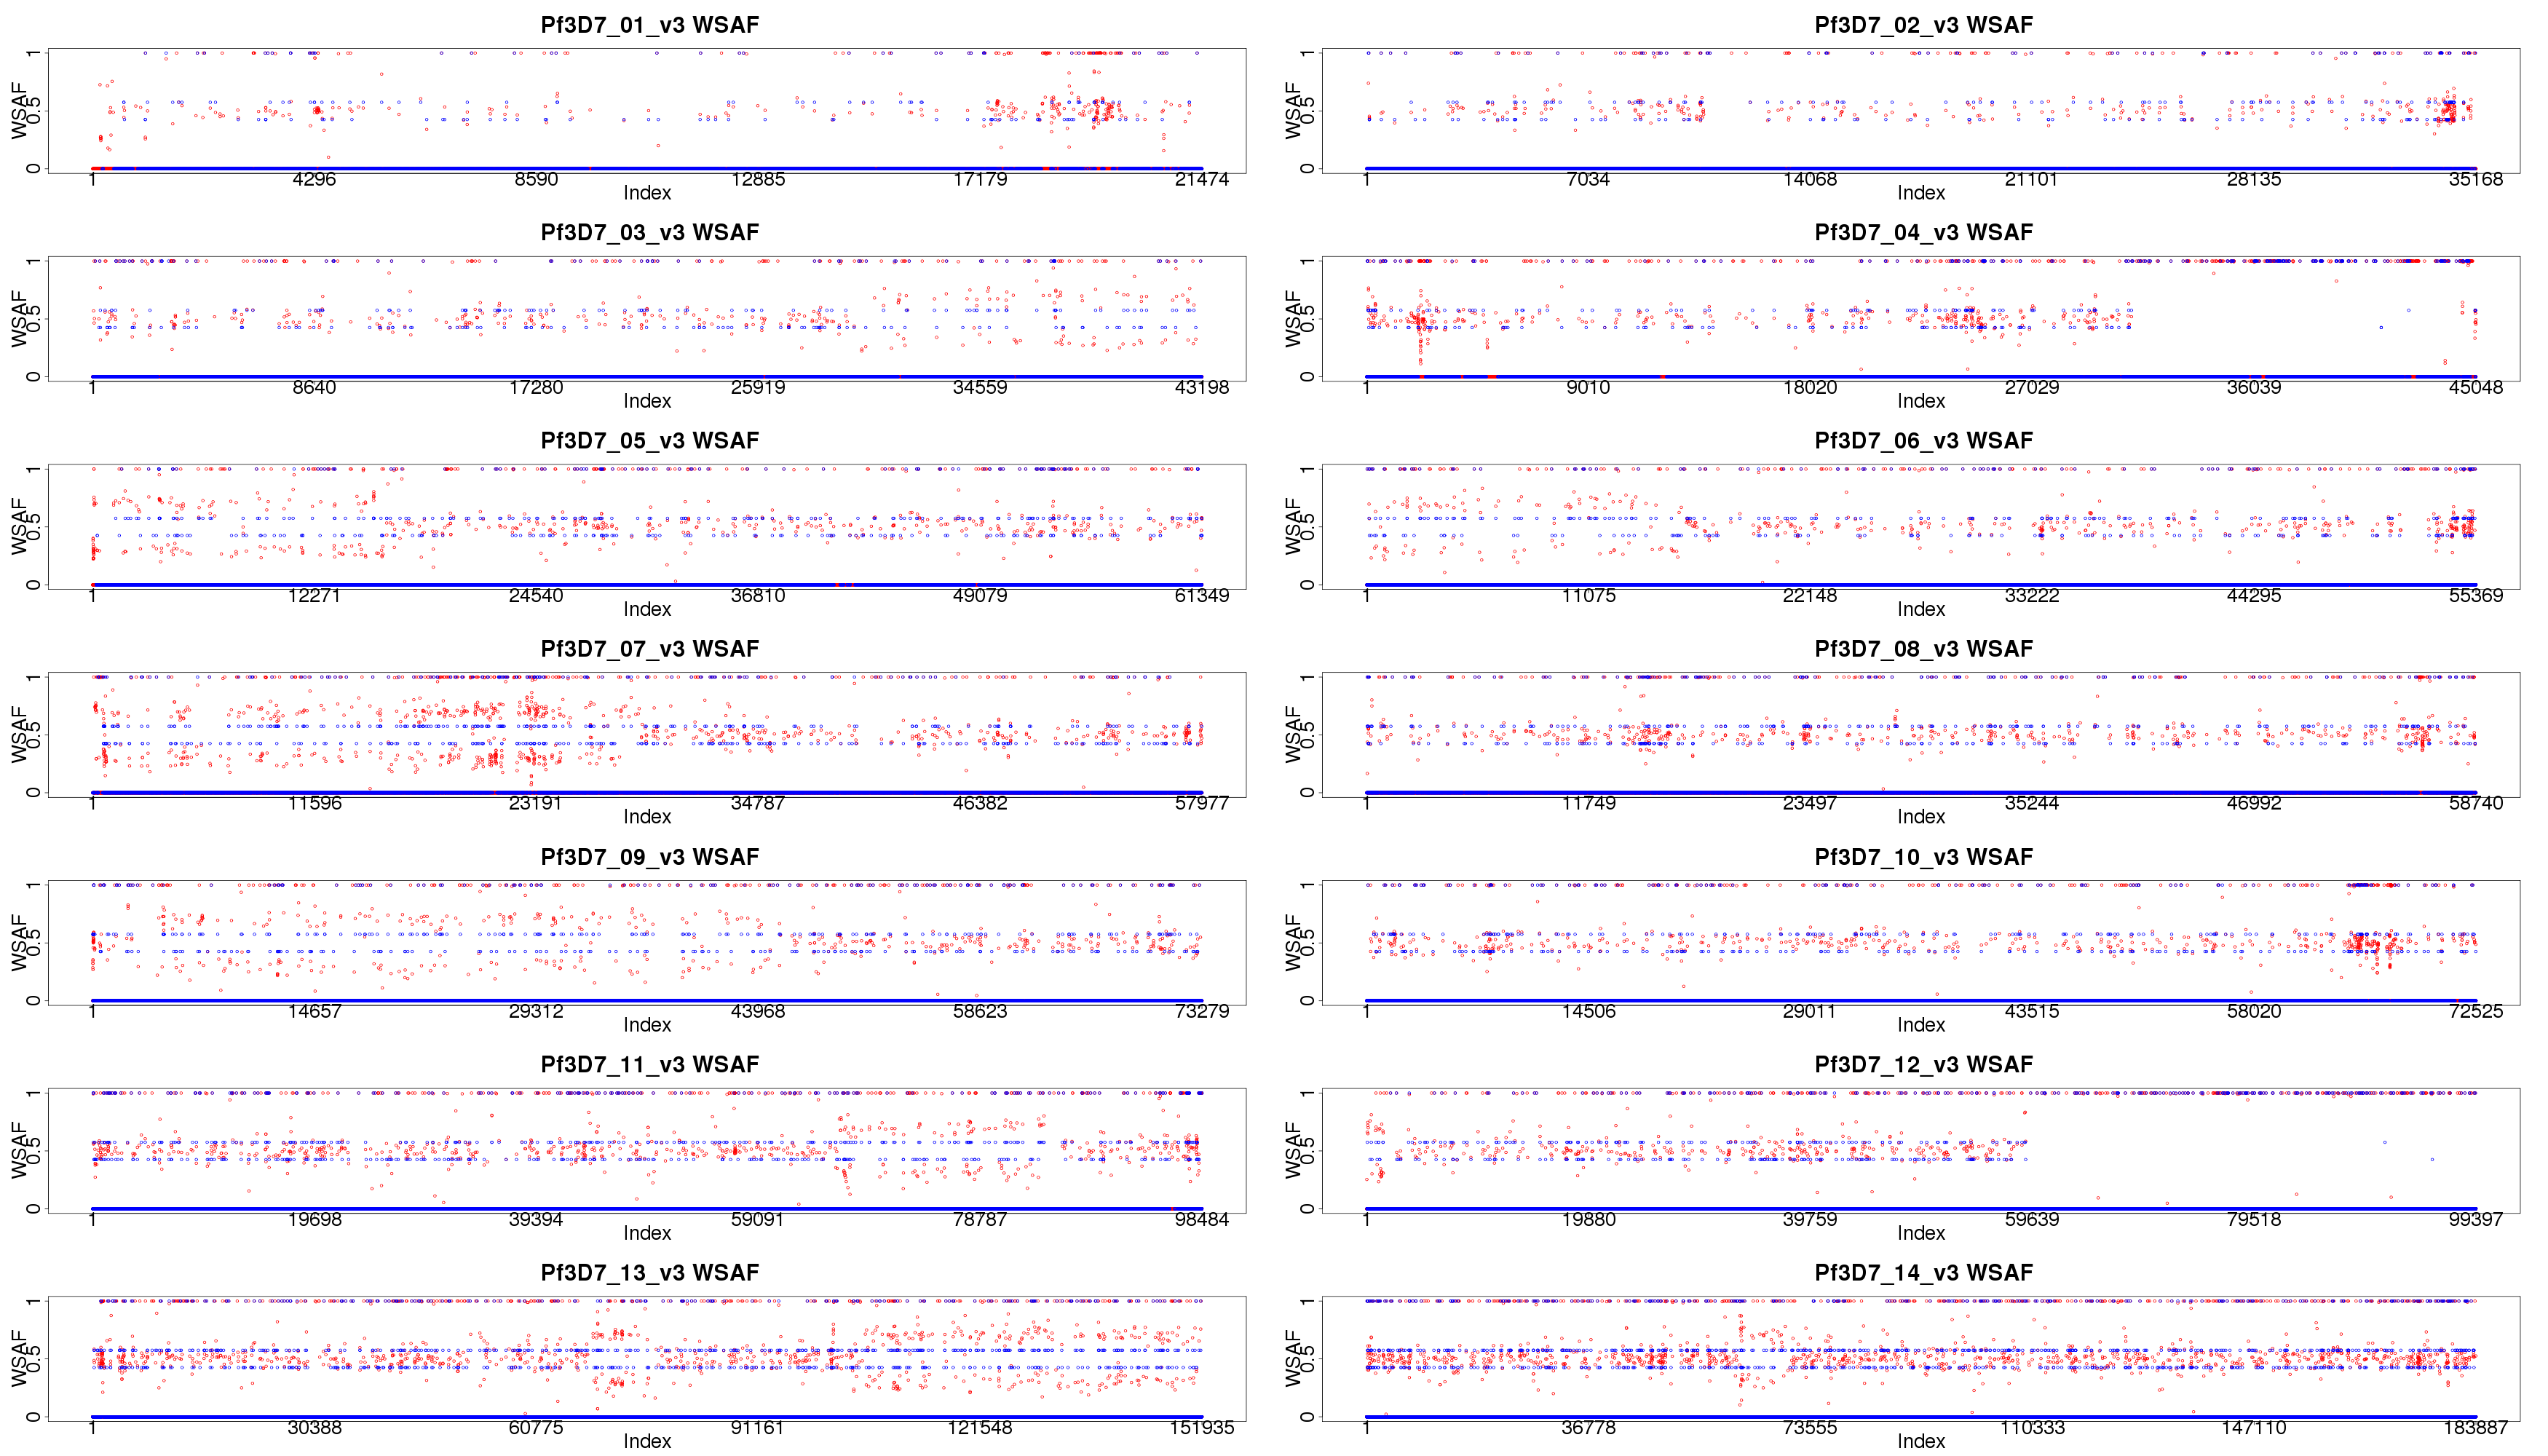 Pf3D7_01_v3 WSAF
WSAF
0 0.5 1
1 4296 8590 12885 17179 21474
Index
Pf3D7_02_v3 WSAF
WSAF
0 0.5 1
1 7034 14068 21101 28135 35168
Index
Pf3D7_03_v3 WSAF
WSAF
0 0.5 1
1 8640 17280 25919 34559 43198
Index
Pf3D7_04_v3 WSAF
WSAF
0 0.5 1
1 9010 18020 27029 36039 45048
Index
Pf3D7_05_v3 WSAF
WSAF
0 0.5 1
1 12271 24540 36810 49079 61349
Index
Pf3D7_06_v3 WSAF
WSAF
0 0.5 1
1 11075 22148 33222 44295 55369
Index
Pf3D7_07_v3 WSAF
WSAF
0 0.5 1
1 11596 23191 34787 46382 57977
Index
Pf3D7_08_v3 WSAF
WSAF
0 0.5 1
1 11749 23497 35244 46992 58740
Index
Pf3D7_09_v3 WSAF
WSAF
0 0.5 1
1 14657 29312 43968 58623 73279
Index
Pf3D7_10_v3 WSAF
WSAF
0 0.5 1
1 14506 29011 43515 58020 72525
Index
Pf3D7_11_v3 WSAF
WSAF
0 0.5 1
1 19698 39394 59091 78787 98484
Index
Pf3D7_12_v3 WSAF
WSAF
0 0.5 1
1 19880 39759 59639 79518 99397
Index
Pf3D7_13_v3 WSAF
WSAF
0 0.5 1
1 30388 60775 91161 121548 151935
Index
Pf3D7_14_v3 WSAF
WSAF
0 0.5 1
1 36778 73555 110333 147110 183887
Index